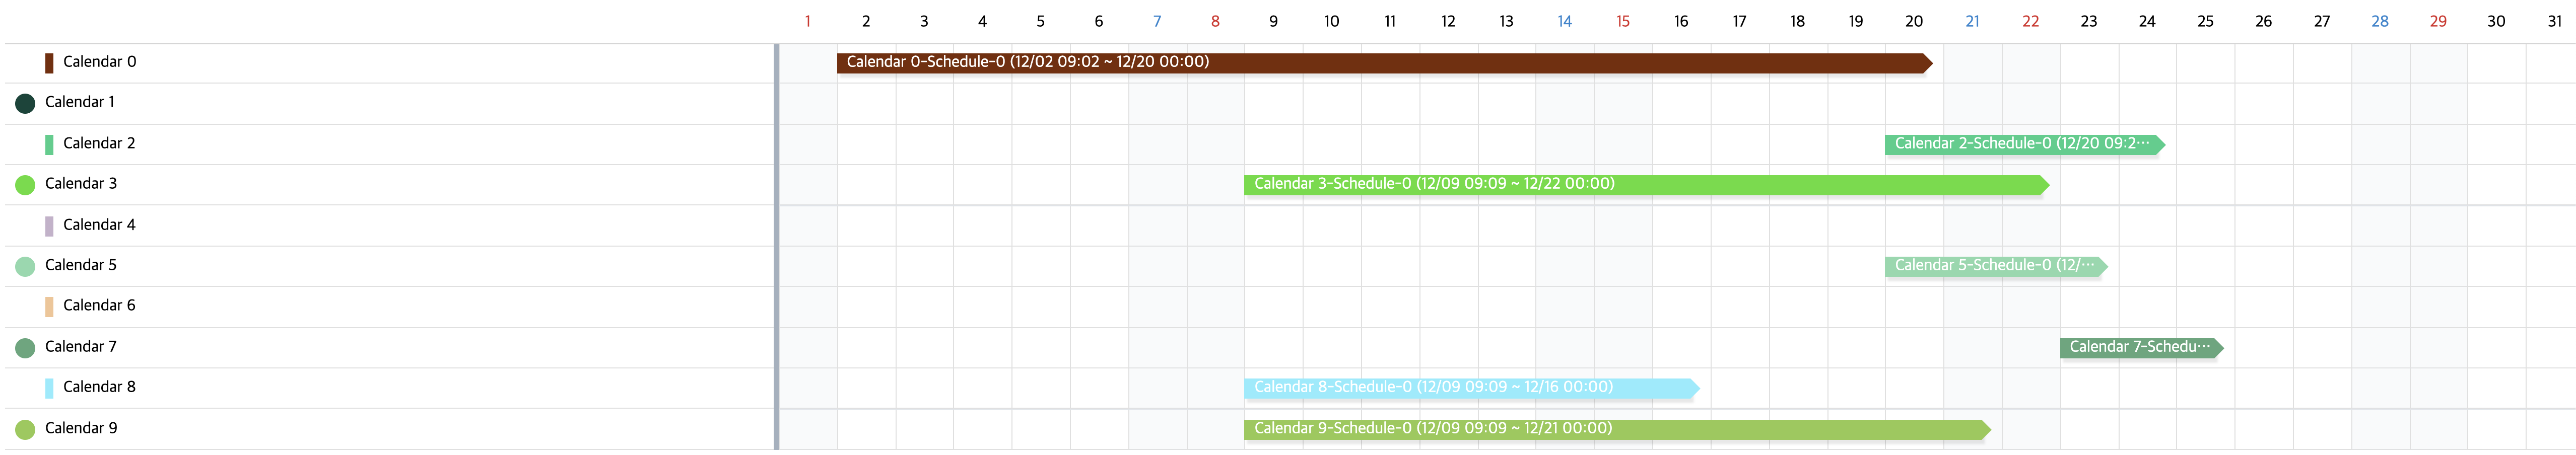 1 2 3 4 5 6 7 8 9 10 11 12 13 14 15 16 17 18 19 20 21 22 23 24 25 26 27 28 29 30 31
Calendar 0 Calendar 0-Schedule-0 (12/02 09:02 ~ 12/20 00:00)
Calendar 1
Calendar 2 Calendar 2-Schedule-0 (12/20 09:2…
Calendar 3 Calendar 3-Schedule-0 (12/09 09:09 ~ 12/22 00:00)
Calendar 4
Calendar 5 Calendar 5-Schedule-0 (12/…
Calendar 6
Calendar 7 Calendar 7-Schedu…
Calendar 8 Calendar 8-Schedule-0 (12/09 09:09 ~ 12/16 00:00)
Calendar 9 Calendar 9-Schedule-0 (12/09 09:09 ~ 12/21 00:00)